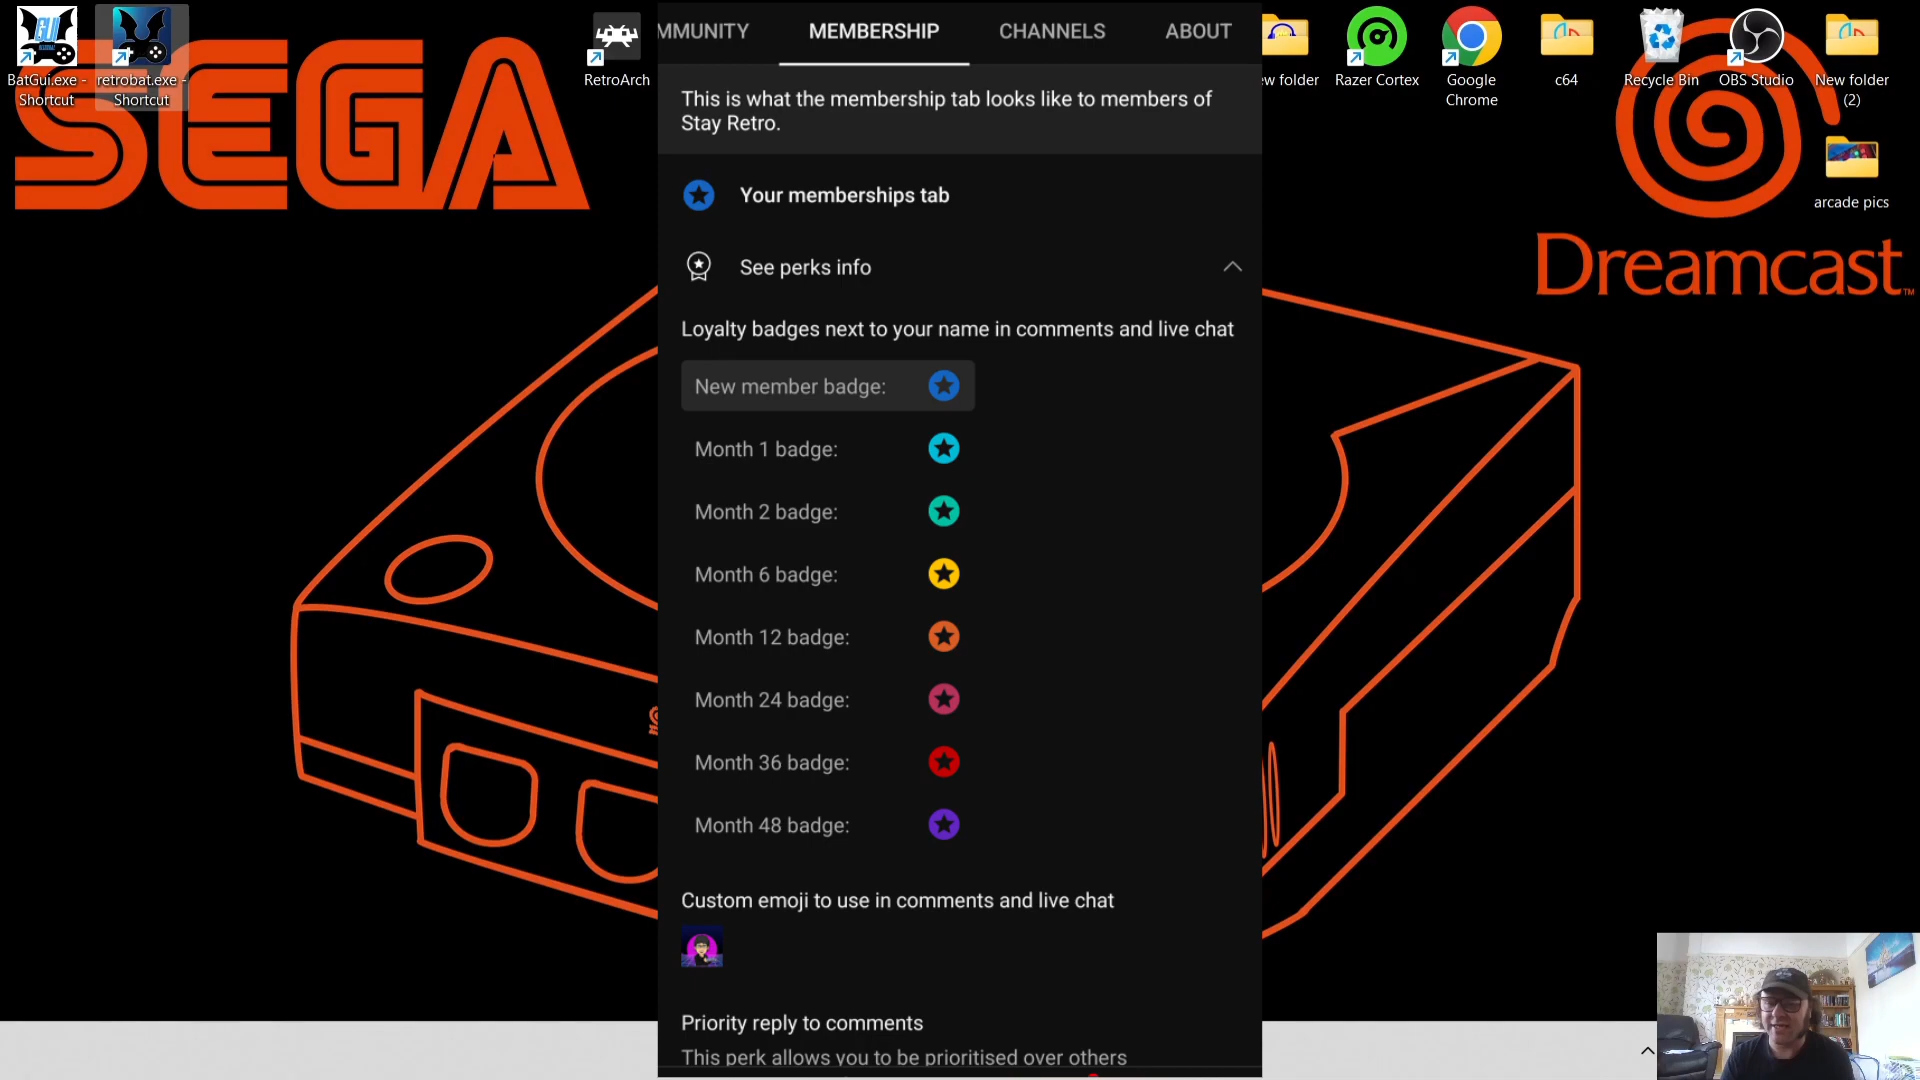 BatGui.exe -
Shortcut
retrobat.exe -
Shortcut
RetroArch
SEGA
MMUNITY
MEMBERSHIP
CHANNELS
ABOUT
This is what the membership tab looks like to members of
Stay Retro.
Your memberships tab
See perks info
Loyalty badges next to your name in comments and live chat
New member badge:
Month 1 badge:
Month 2 badge:
Month 6 badge:
Month 12 badge:
Month 24 badge:
Month 36 badge:
Month 48 badge:
Custom emoji to use in comments and live chat
Priority reply to comments
This perk allows you to be prioritised over others
ew folder
Razer Cortex
Google
Chrome
c64
Recycle Bin
OBS Studio
New folder
(2)
arcade pics
Dreamcast™